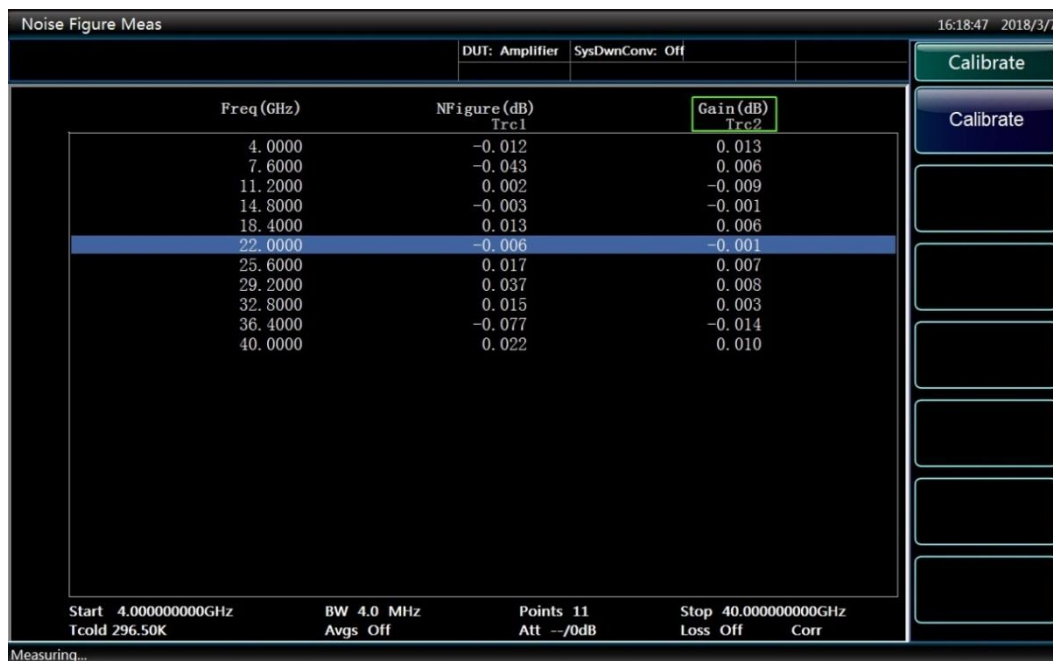 Noise Figure Meas 16:18:47 2018/3/7
DUT: Amplifier SysDwnConv: Off
Calibrate
Calibrate
Freq(GHz) NFigure(dB) Gain(dB)
Trc1 Trc2
4.0000 -0.012 0.013
7.6000 -0.043 0.006
11.2000 0.002 -0.009
14.8000 -0.003 -0.001
18.4000 0.013 0.006
22.0000 -0.006 -0.001
25.6000 0.017 0.007
29.2000 0.037 0.008
32.8000 0.015 0.003
36.4000 -0.077 -0.014
40.0000 0.022 0.010
Start 4.000000000GHz BW 4.0 MHz Points 11 Stop 40.000000000GHz
Tcold 296.50K Avgs Off Att --/0dB Loss Off Corr
Measuring...